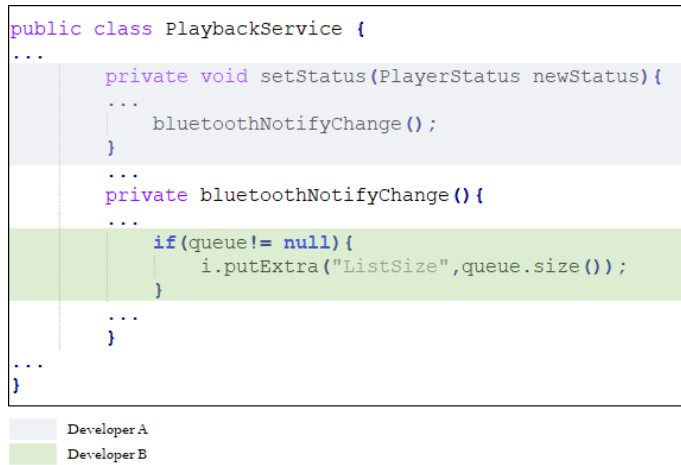 public class PlaybackService {
...
private void setStatus(PlayerStatus newStatus){
...
bluetoothNotifyChange();
}
...
private bluetoothNotifyChange(){
...
if(queue!= null){
i.putExtra("ListSize",queue.size());
}
...
}
...
}
Developer A
Developer B